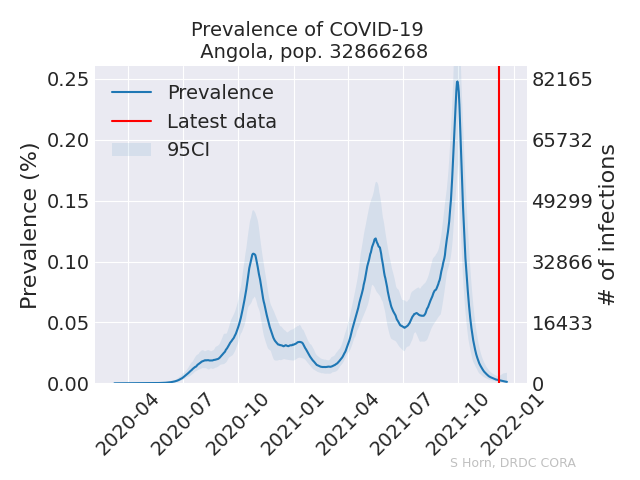 Prevalence of COVID-19
Angola, pop. 32866268
Prevalence
Latest data
95CI
Prevalence (%)
0.25
0.20
0.15
0.10
0.05
0.00
82165
65732
49299
32866
16433
0
# of infections
2020-04
2020-07
2020-10
2021-01
2021-04
2021-07
2021-10
2022-01
S Horn, DRDC CORA